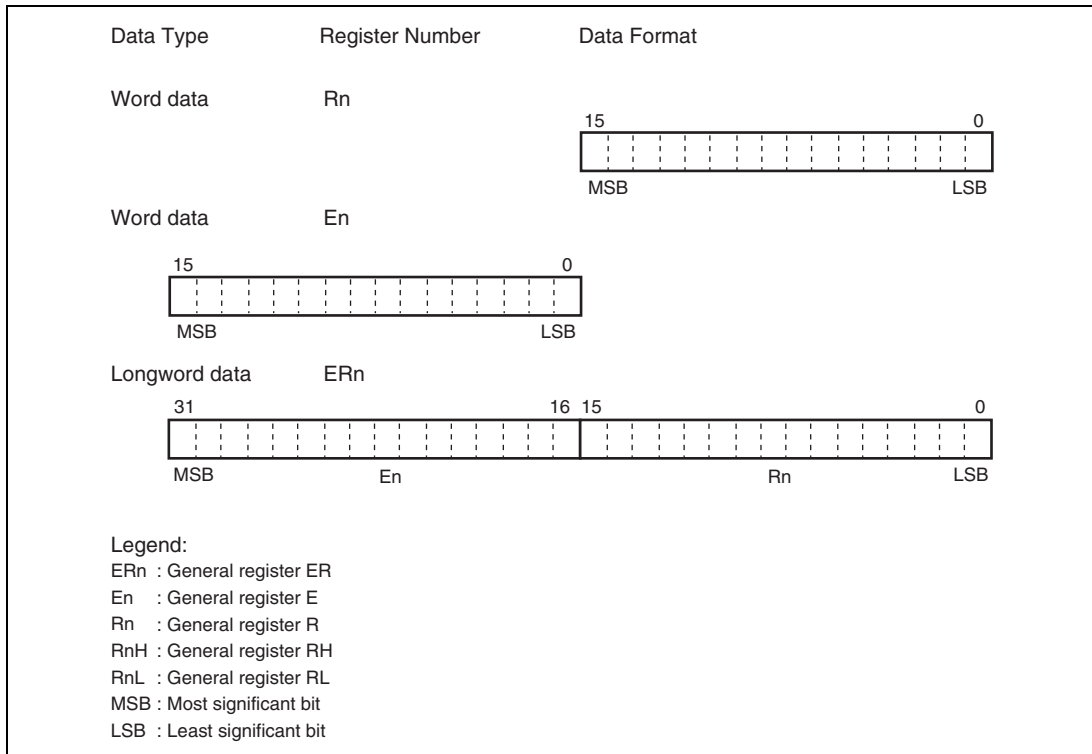 Data Type Register Number Data Format
Word data Rn
15 0
MSB LSB
Word data En
15 0
MSB LSB
Longword data ERn
31 16 15 0
MSB En Rn LSB
Legend:
ERn : General register ER
En : General register E
Rn : General register R
RnH : General register RH
RnL : General register RL
MSB : Most significant bit
LSB : Least significant bit